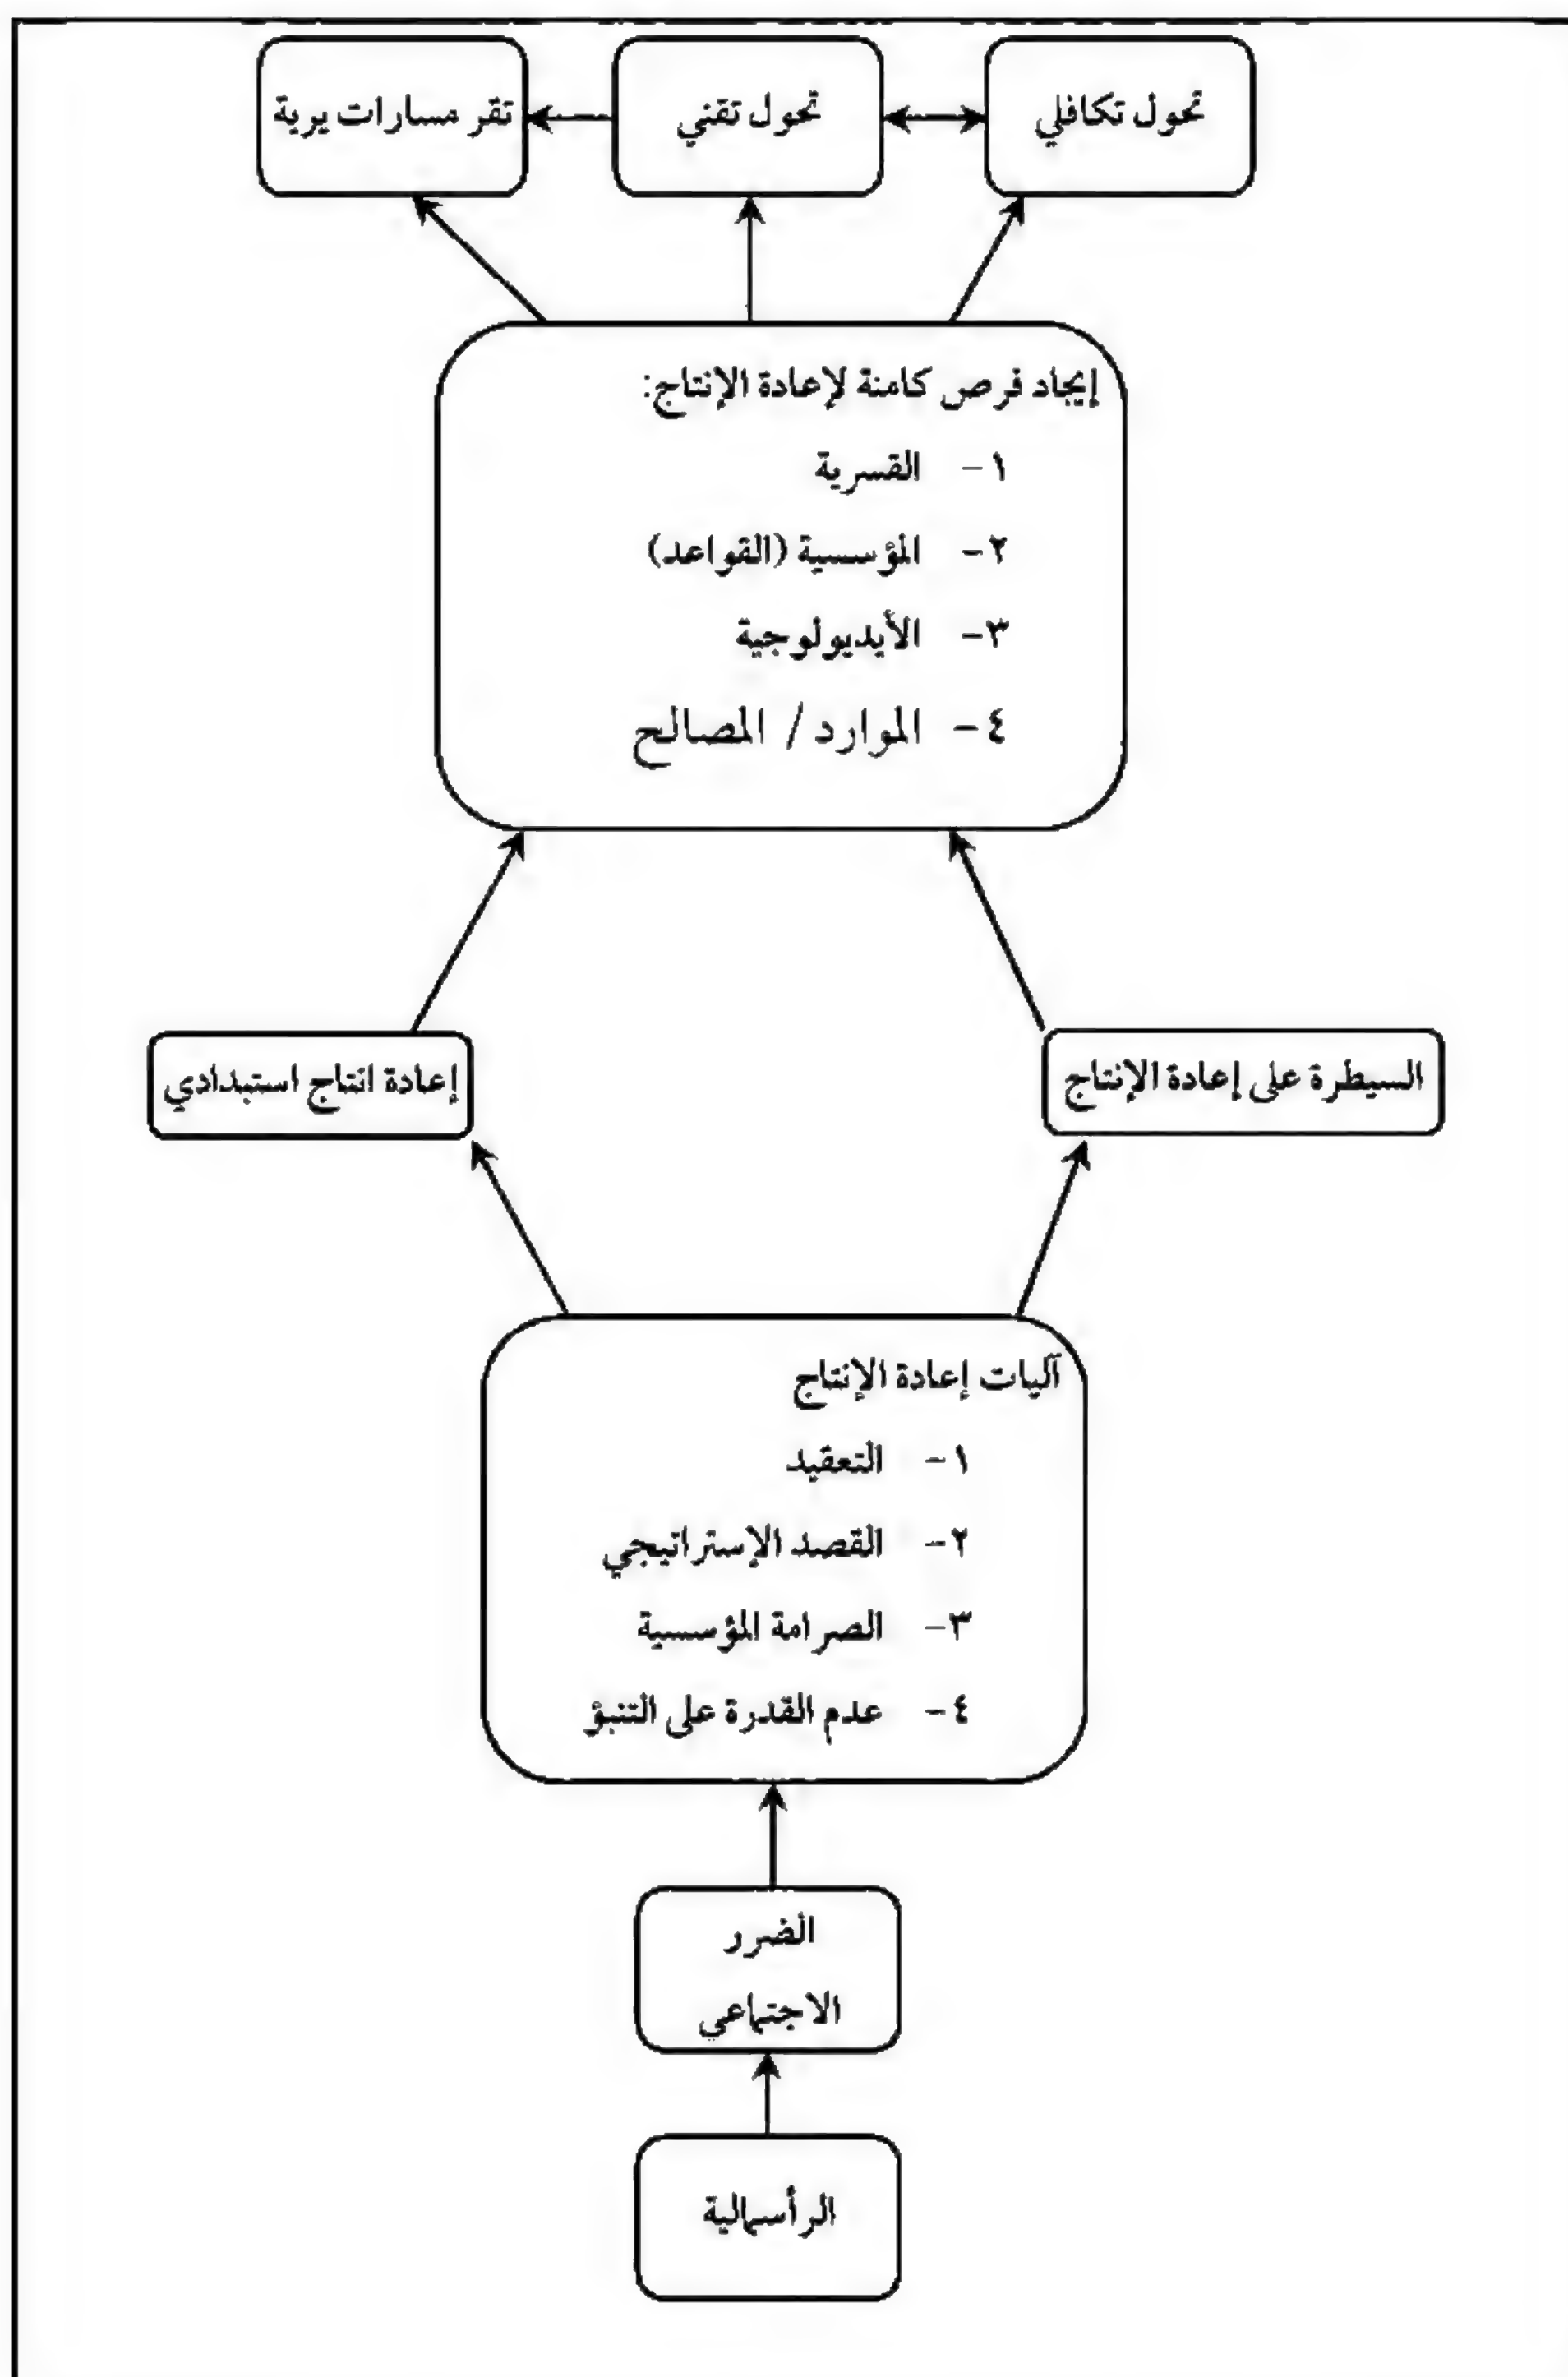 تحول تكافلي
تحول تقني
تقر مسارات يرية
إيجاد فرص كامنة لإعادة الإنتاج:
١- القسرية
٢- المؤسسية (القواعد)
٣- الأيديولوجية
٤- الموارد / المصالح
السيطرة على إعادة الإنتاج
إعادة انتاج استبدادي
آليات إعادة الإنتاج
١- التعقيد
٢- القصد الإستراتيجي
٣- الصرامة المؤسسية
٤- عدم القدرة على التنبؤ
الضرر
الاجتماعي
الرأسمالية